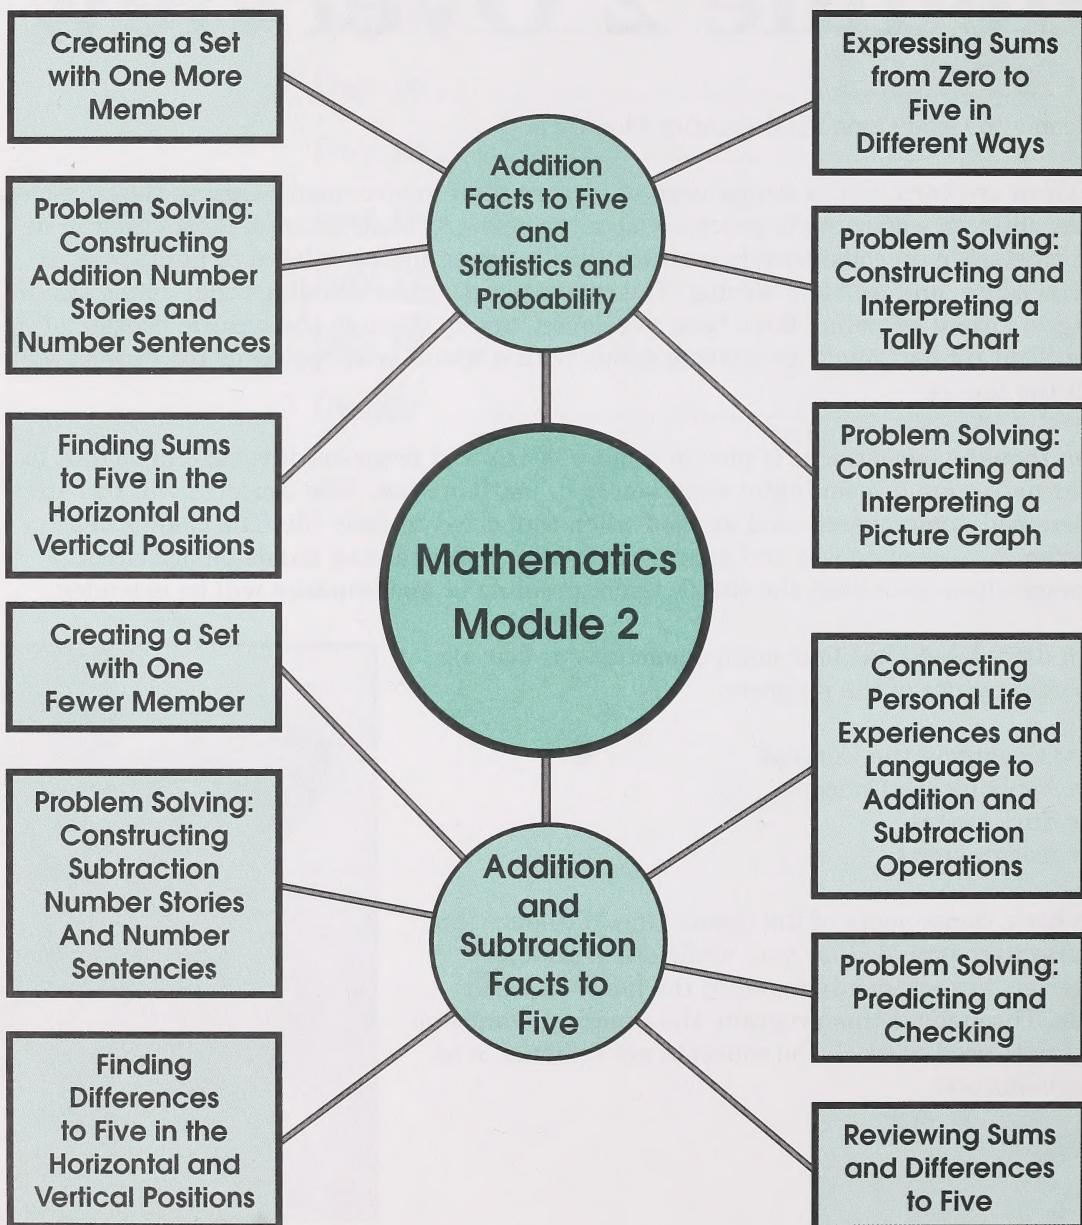 Creating a Set
with One More
Member
Problem Solving:
Constructing
Addition Number
Stories and
Number Sentences
Finding Sums
to Five in the
Horizontal and
Vertical Positions
Addition
Facts to Five
and
Statistics and
Probability
Expressing Sums
from Zero to
Five in
Different Ways
Problem Solving:
Constructing and
Interpreting a
Tally Chart
Problem Solving:
Constructing and
Interpreting a
Picture Graph
Mathematics
Module 2
Creating a Set
with One
Fewer Member
Problem Solving:
Constructing
Subtraction
Number Stories
And Number
Sentencies
Finding
Differences
to Five in the
Horizontal and
Vertical Positions
Addition
and
Subtraction
Facts to
Five
Connecting
Personal Life
Experiences and
Language to
Addition and
Subtraction
Operations
Problem Solving:
Predicting and
Checking
Reviewing Sums
and Differences
to Five